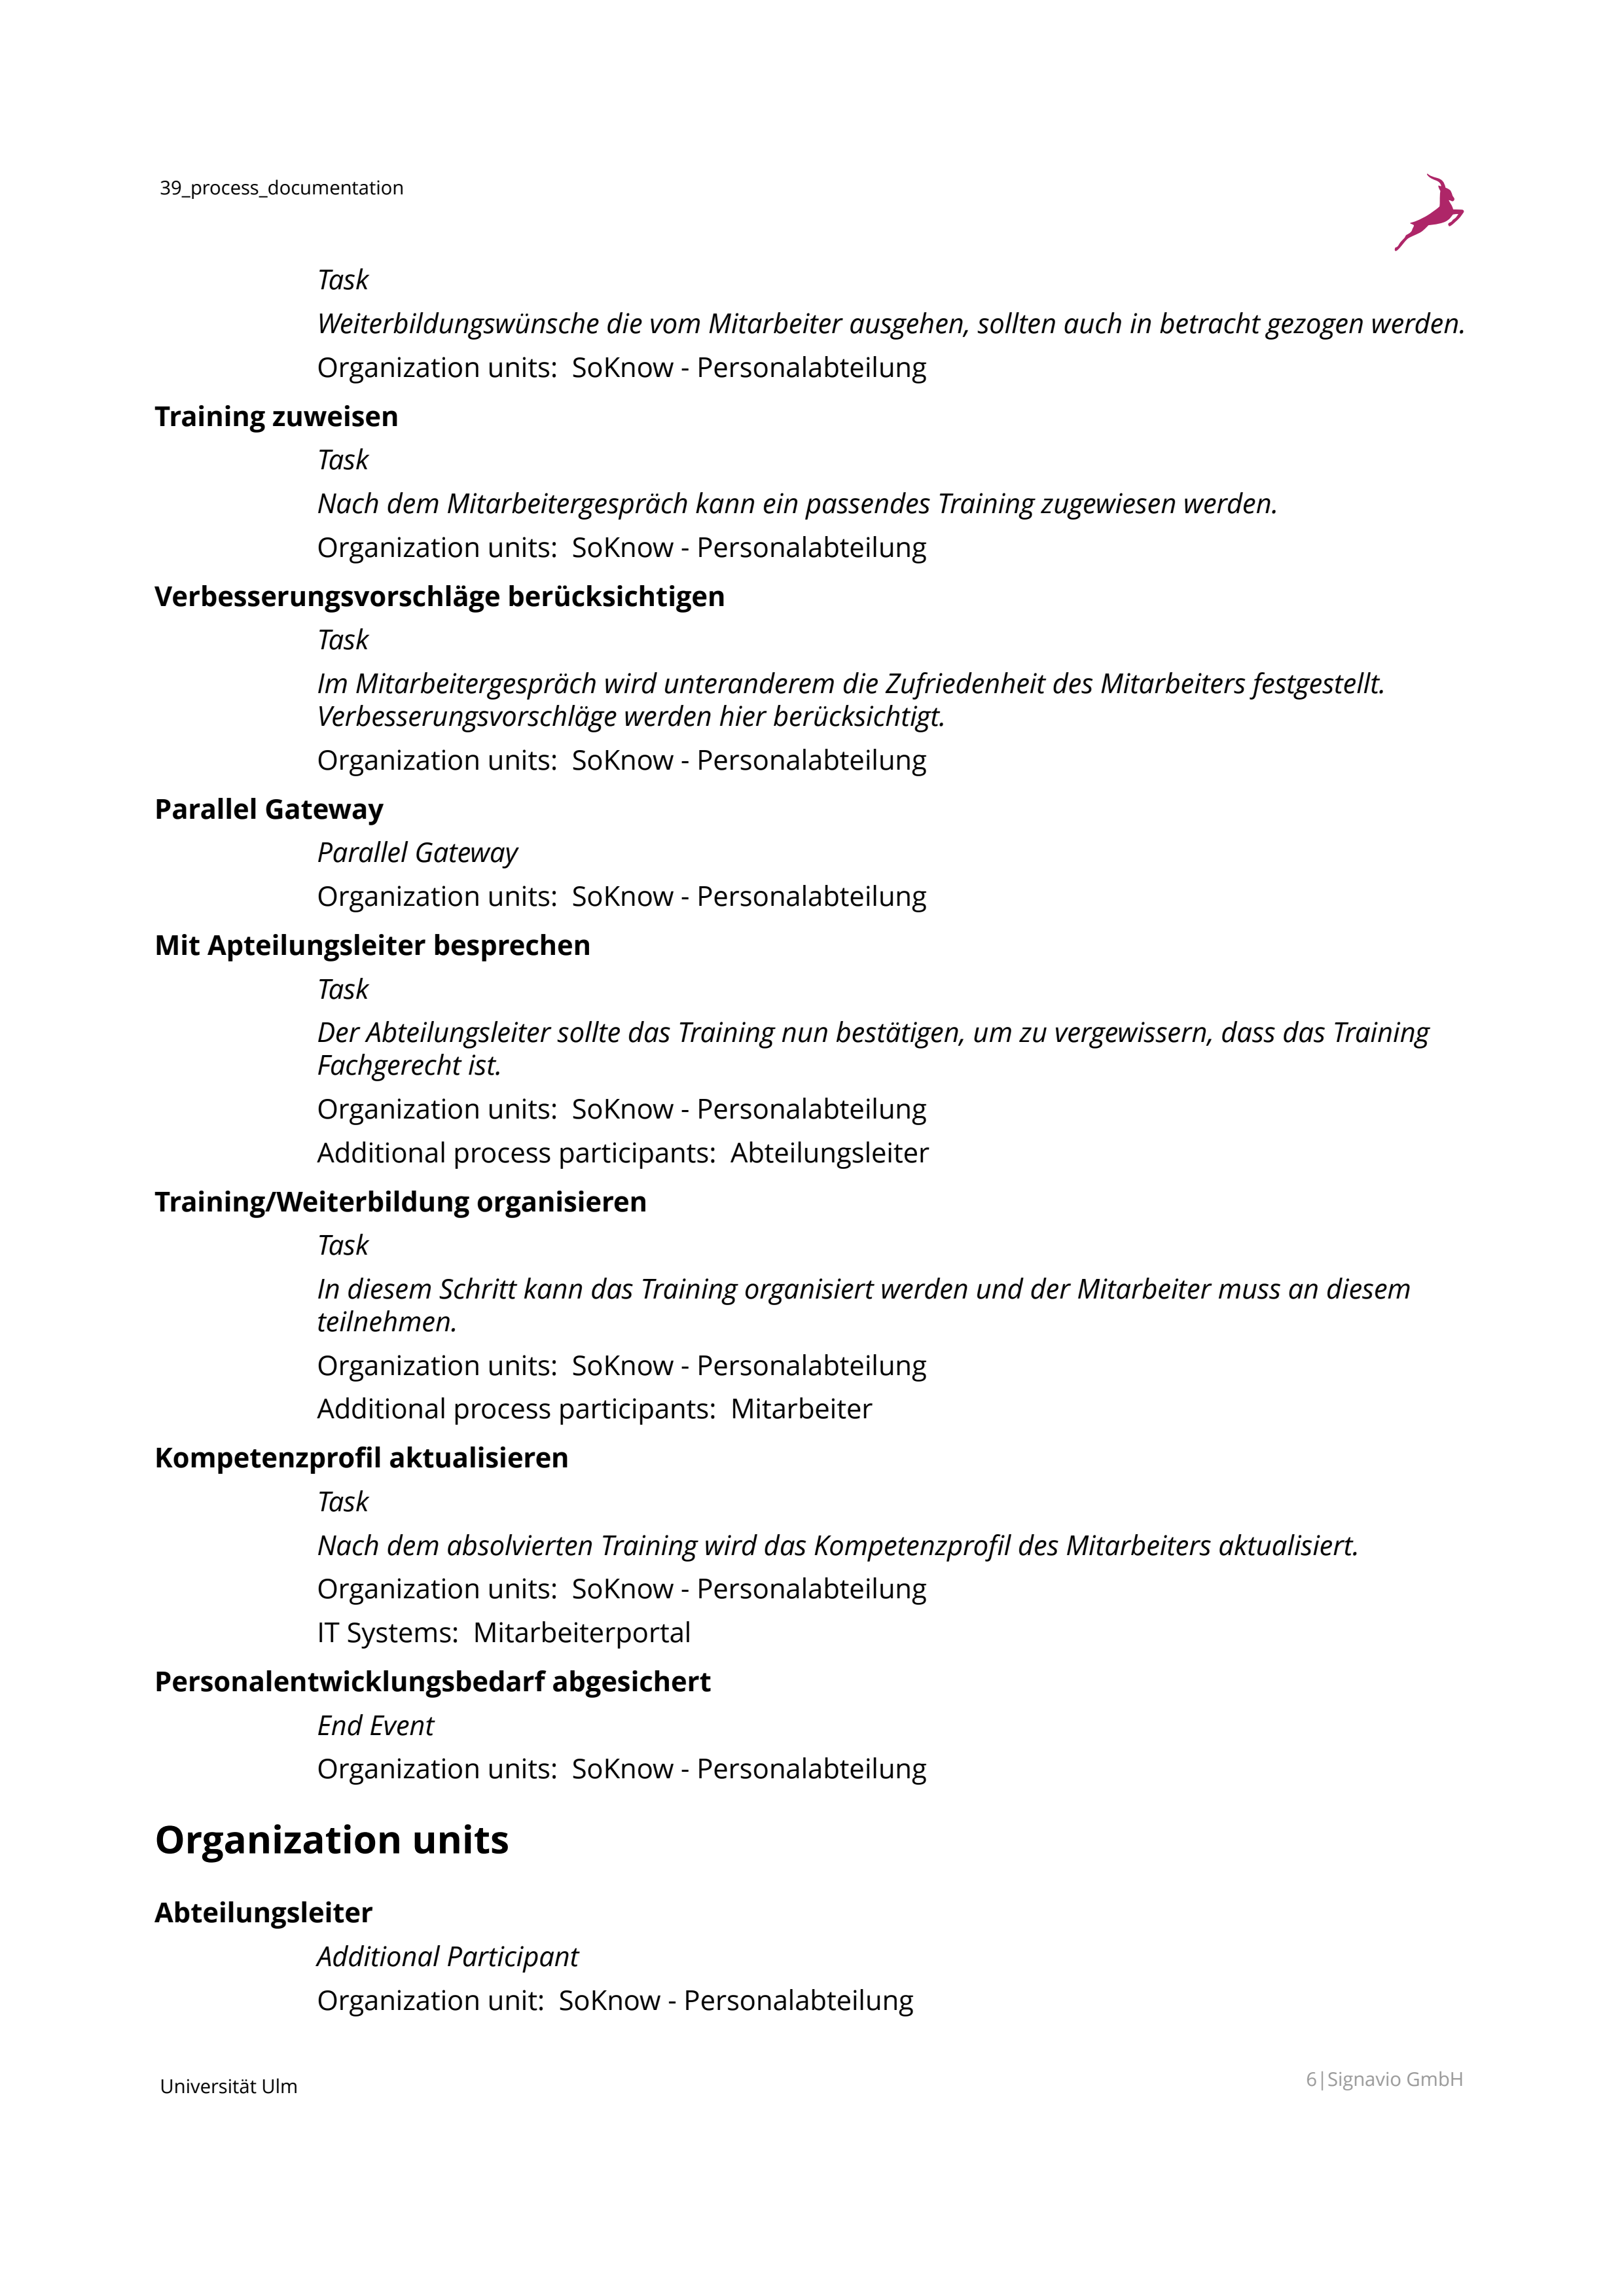 39_process_documentation
Task
Weiterbildungswünsche die vom Mitarbeiter ausgehen, sollten auch in betracht gezogen werden.
Organization units:  SoKnow - Personalabteilung
Training zuweisen
Task
Nach dem Mitarbeitergespräch kann ein passendes Training zugewiesen werden.
Organization units:  SoKnow - Personalabteilung
Verbesserungsvorschläge berücksichtigen
Task
Im Mitarbeitergespräch wird unteranderem die Zufriedenheit des Mitarbeiters festgestellt.
Verbesserungsvorschläge werden hier berücksichtigt.
Organization units:  SoKnow - Personalabteilung
Parallel Gateway
Parallel Gateway
Organization units:  SoKnow - Personalabteilung
Mit Apteilungsleiter besprechen
Task
Der Abteilungsleiter sollte das Training nun bestätigen, um zu vergewissern, dass das Training
Fachgerecht ist.
Organization units:  SoKnow - Personalabteilung
Additional process participants:  Abteilungsleiter
Training/Weiterbildung organisieren
Task
In diesem Schritt kann das Training organisiert werden und der Mitarbeiter muss an diesem
teilnehmen.
Organization units:  SoKnow - Personalabteilung
Additional process participants:  Mitarbeiter
Kompetenzprofil aktualisieren
Task
Nach dem absolvierten Training wird das Kompetenzprofil des Mitarbeiters aktualisiert.
Organization units:  SoKnow - Personalabteilung
IT Systems:  Mitarbeiterportal
Personalentwicklungsbedarf abgesichert
End Event
Organization units:  SoKnow - Personalabteilung
Organization units
Abteilungsleiter
Additional Participant
Organization unit:  SoKnow - Personalabteilung
Universität Ulm
6|Signavio GmbH